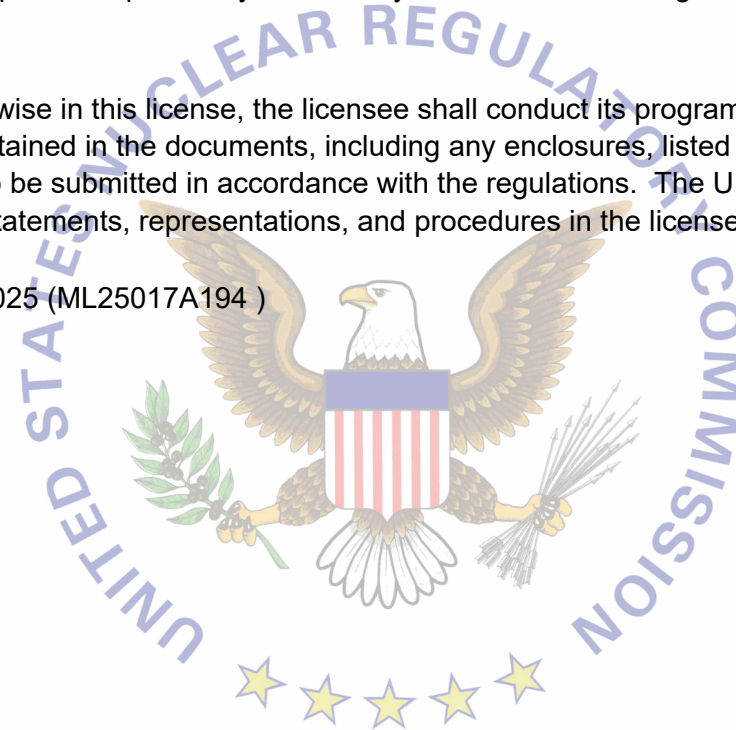 wise in this license, the licensee shall conduct its program
tained in the documents, including any enclosures, listed
be submitted in accordance with the regulations.  The U
tatements, representations, and procedures in the license
025 (ML25017A194 )
UNITED STATES NUCLEAR REGULATORY COMMISSION